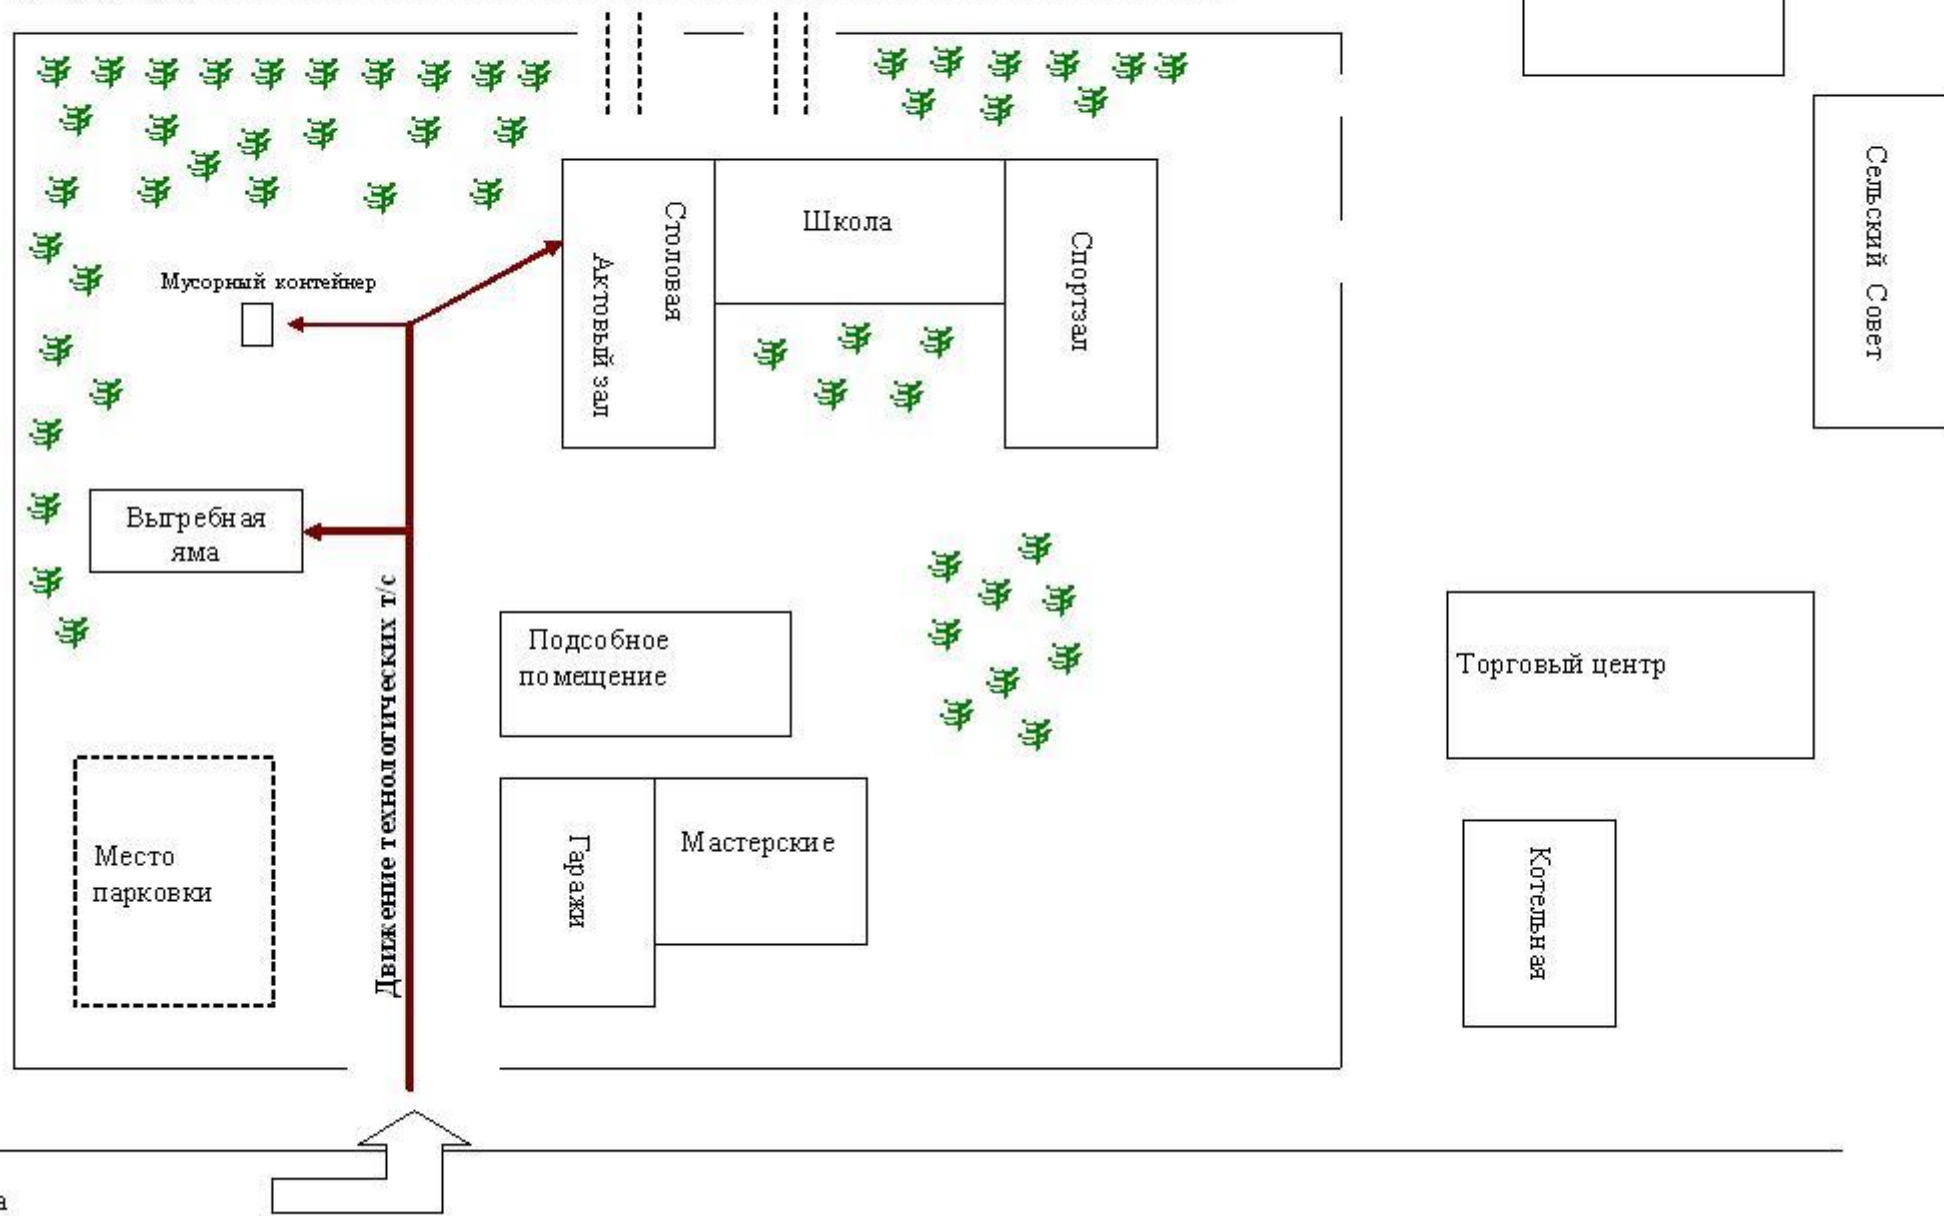 Школа
Столовая
Актовый зал
Спортзал
Сельский Совет
Мусорный контейнер
Выгребная
яма
Движение технологических т/с
Подсобное
помещение
Торговый центр
Место
парковки
Гаражи
Мастерские
Котельная
а